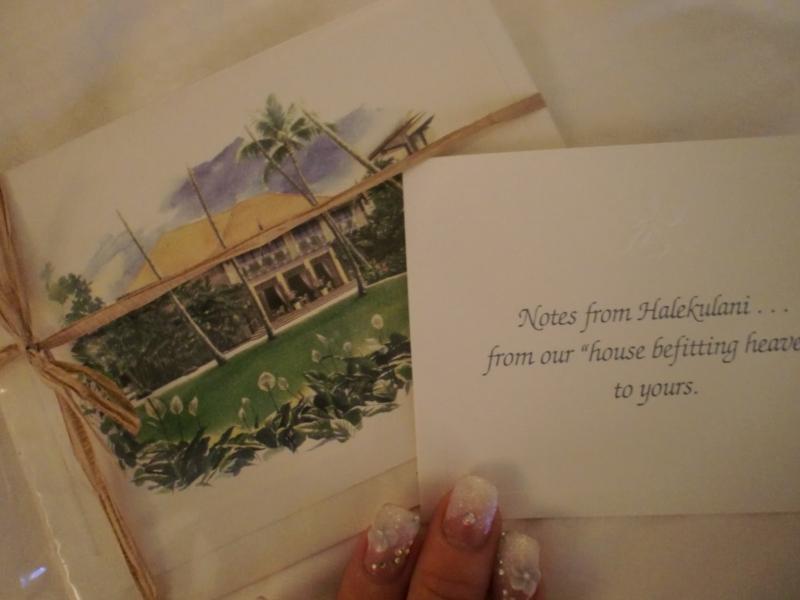 Notes from Halekulani . . .
from our “house befitting heave
to yours.